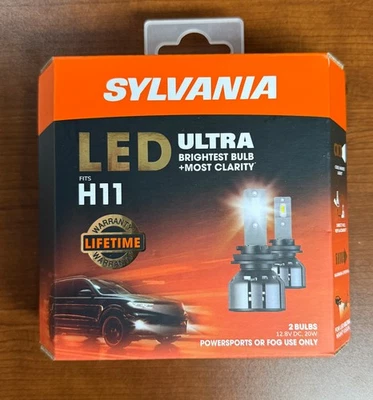 SYLVANIA
LED
ULTRA
BRIGHTEST BULB
+MOST CLARITY*
FITS
H11
WARRANTY
LIFETIME
WARRANTY
2 BULBS
12.8V DC, 20W
POWERSPORTS OR FOG USE ONLY